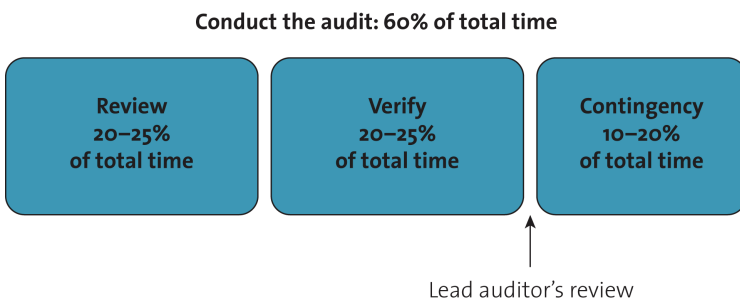 Conduct the audit: 60% of total time
Review
20–25%
of total time
Verify
20–25%
of total time
Contingency
10–20%
of total time
Lead auditor’s review